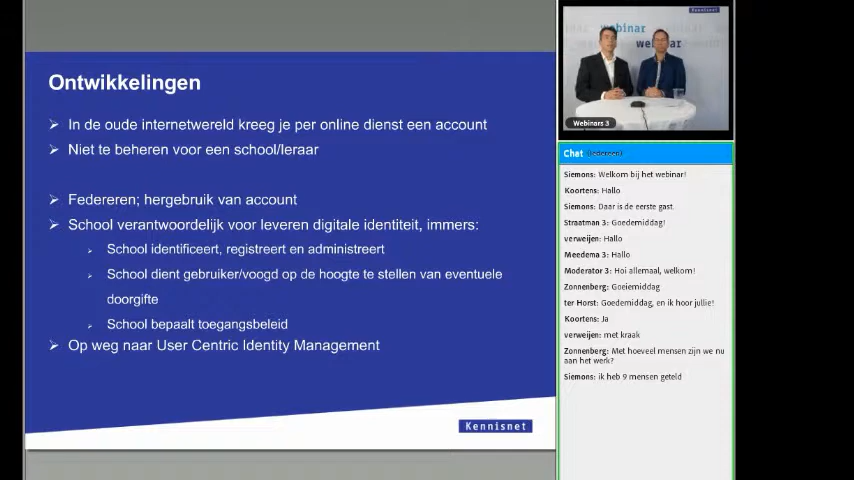 Ontwikkelingen
In de oude internetwereld kreeg je per online dienst een account
Niet te beheren voor een school/leraar
Federeren; hergebruik van account
School verantwoordelijk voor leveren digitale identiteit, immers:
School identificeert, registreert en administreert
School dient gebruiker/voogd op de hoogte te stellen van eventuele
doorgifte
School bepaalt toegangsbeleid
Op weg naar User Centric Identity Management
Kennisnet
Kennisnet
webinar
webinar
Webinars 3
Chat (Iedereen)
Siemons: Welkom bij het webinar!
Koortens: Hallo
Siemons: Daar is de eerste gast.
Straatman 3: Goedemiddag!
verweijen: Hallo
Meedema 3: Hallo
Moderator 3: Hoi allemaal, welkom!
Zonnenberg: Goeiemiddag
ter Horst: Goedemiddag, en ik hoor jullie!
Koortens: Ja
verweijen: met kraak
Zonnenberg: Met hoeveel mensen zijn we nu
aan het werk?
Siemons: ik heb 9 mensen geteld